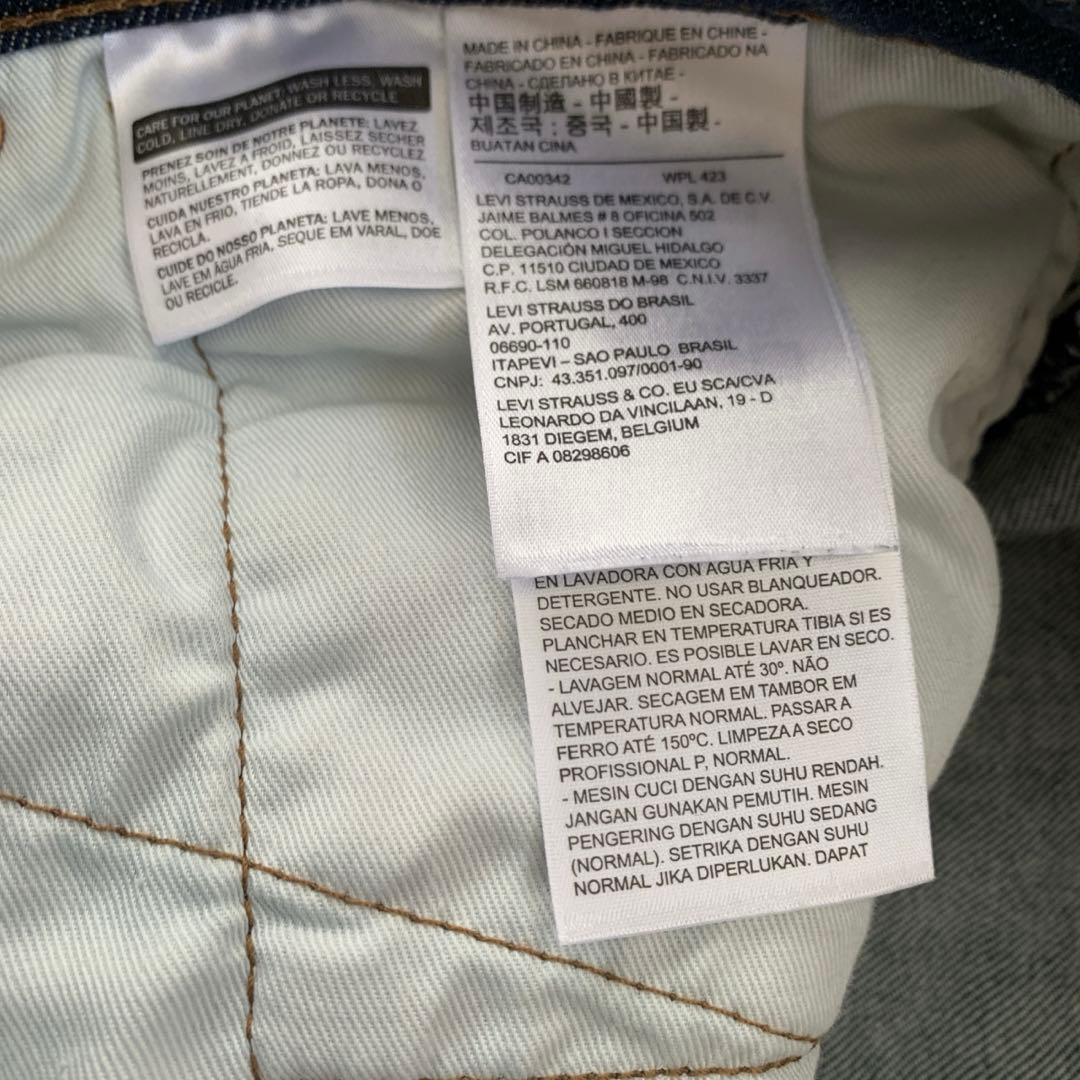 CARE FOR OUR PLANET: WASH LESS, WASH
COLD, LINE DRY, DONATE OR RECYCLE
PRENEZ SOIN DE NOTRE PLANETE: LAVEZ
MOINS, LAVEZ A FROID, LAISSEZ SECHER
NATURELLEMENT, DONNEZ OU RECYCLEZ
CUIDA NUESTRO PLANETA: LAVA MENOS,
LAVA EN FRIO, TIENDE LA ROPA, DONA O
RECICLA.
CUIDE DO NOSSO PLANETA: LAVE MENOS,
LAVE EM ÁGUA FRIA, SEQUE EM VARAL, DOE
OU RECICLE.
MADE IN CHINA - FABRIQUE EN CHINE -
FABRICADO EN CHINA - FABRICADO NA
CHINA - СДЕЛАНО В КИТАЕ -
中国制造 - 中國製 -
제조국 : 중국 - 中国製 -
BUATAN CINA
CA00342 WPL 423
LEVI STRAUSS DE MEXICO, S.A. DE C.V.
JAIME BALMES # 8 OFICINA 502
COL. POLANCO I SECCION
DELEGACIÓN MIGUEL HIDALGO
C.P. 11510 CIUDAD DE MEXICO
R.F.C. LSM 660818 M-98 C.N.I.V. 3337
LEVI STRAUSS DO BRASIL
AV. PORTUGAL, 400
06690-110
ITAPEVI – SAO PAULO BRASIL
CNPJ: 43.351.097/0001-90
LEVI STRAUSS & CO. EU SCA/CVA
LEONARDO DA VINCILAAN, 19 - D
1831 DIEGEM, BELGIUM
CIF A 08298606
EN LAVADORA CON AGUA FRIA Y
DETERGENTE. NO USAR BLANQUEADOR.
SECADO MEDIO EN SECADORA.
PLANCHAR EN TEMPERATURA TIBIA SI ES
NECESARIO. ES POSIBLE LAVAR EN SECO.
- LAVAGEM NORMAL ATÉ 30º. NÃO
ALVEJAR. SECAGEM EM TAMBOR EM
TEMPERATURA NORMAL. PASSAR A
FERRO ATÉ 150ºC. LIMPEZA A SECO
PROFISSIONAL P, NORMAL.
- MESIN CUCI DENGAN SUHU RENDAH.
JANGAN GUNAKAN PEMUTIH. MESIN
PENGERING DENGAN SUHU SEDANG
(NORMAL). SETRIKA DENGAN SUHU
NORMAL JIKA DIPERLUKAN. DAPAT